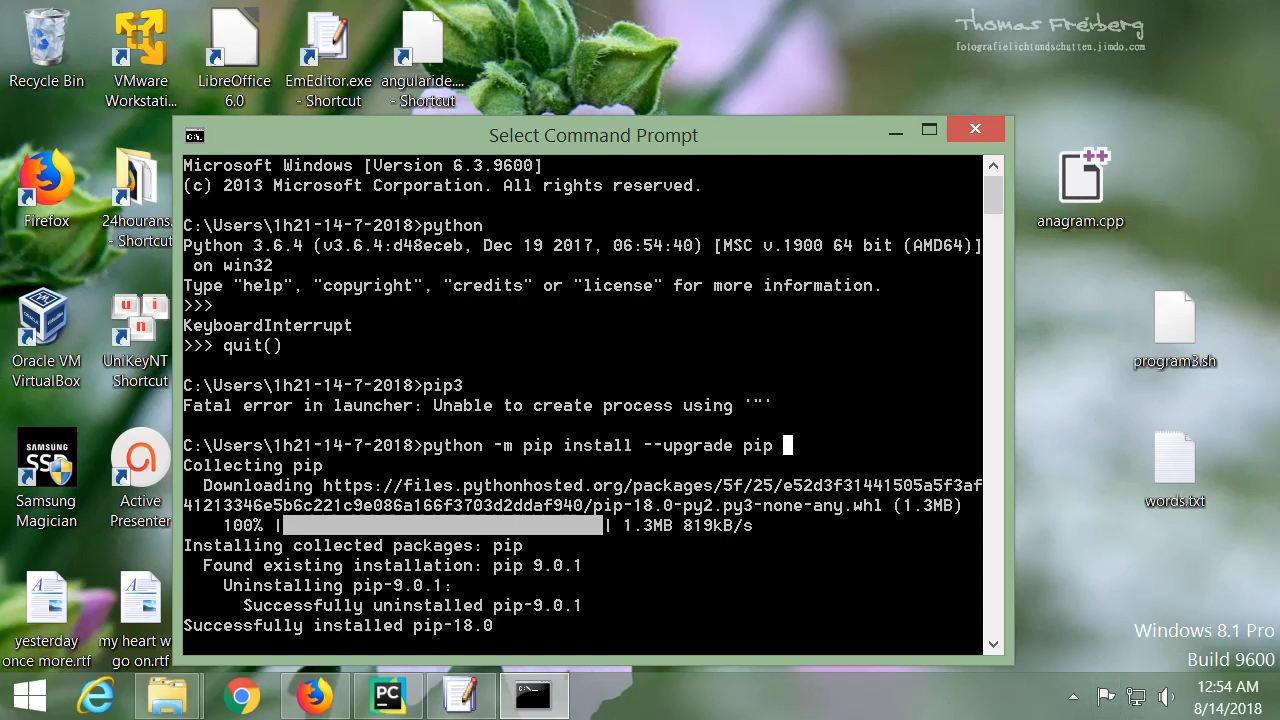 Thomas Freiberg
fotografielichtundschatten.jimdo.com
Recycle Bin
VMware
Workstati...
LibreOffice
6.0
EmEditor.exe
- Shortcut
angularide....
- Shortcut
Select Command Prompt
Microsoft Windows [Version 6.3.9600]
(c) 2013 Microsoft Corporation. All rights reserved.
C:\Users\1h21-14-7-2018>python
Python 3.6.4 (v3.6.4:d48eceb, Dec 19 2017, 06:54:40) [MSC v.1900 64 bit (AMD64)]
on win32
Type "help", "copyright", "credits" or "license" for more information.
>>>
KeyboardInterrupt
>>> quit()
C:\Users\1h21-14-7-2018>pip3
Fatal error in launcher: Unable to create process using '"'
C:\Users\1h21-14-7-2018>python -m pip install --upgrade pip
Collecting pip
Downloading https://files.pythonhosted.org/packages/5f/25/e52d3f31441505a5f3af
41213346e5b6c221c9e086a166f3703d2ddaf940/pip-18.0-py2.py3-none-any.whl (1.3MB)
100% | | 1.3MB 819kB/s
Installing collected packages: pip
Found existing installation: pip 9.0.1
Uninstalling pip-9.0.1:
Successfully uninstalled pip-9.0.1
Successfully installed pip-18.0
Firefox
24hourans.
- Shortcut
Oracle VM
VirtualBox
u i
n
UniKeyNT
Shortcut
SAMSUNG
SSD
Samsung
Magician
Active
Presenter
yesterday
once more.rtf
my heart w
go on.rtf
anagram.cpp
program3.sh
words.txt
Windows 8.1 Pro
Build 9600
PC
C:\.
12:54 AM
8/14/2018